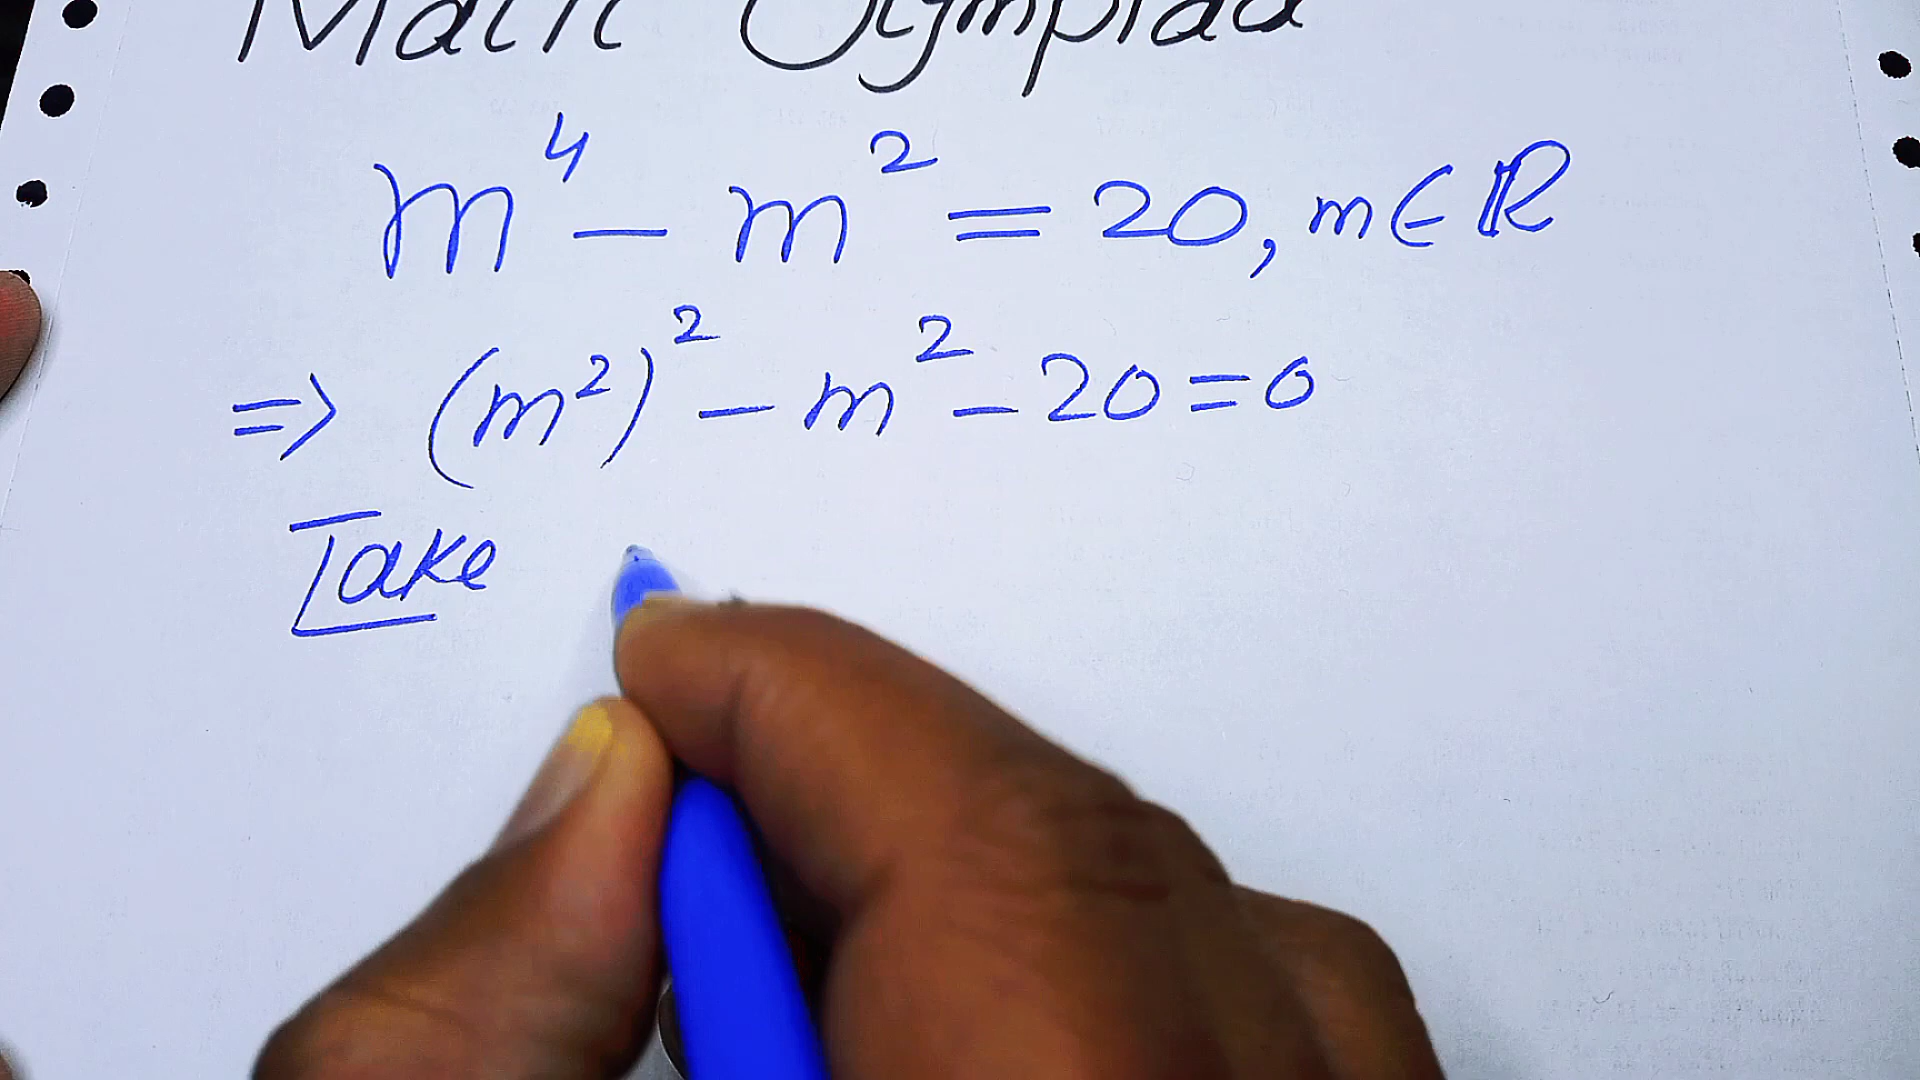 Math Olympiad
m⁴ - m² = 20, m∈ℝ
⇒ (m²)² - m² - 20 = 0
Take